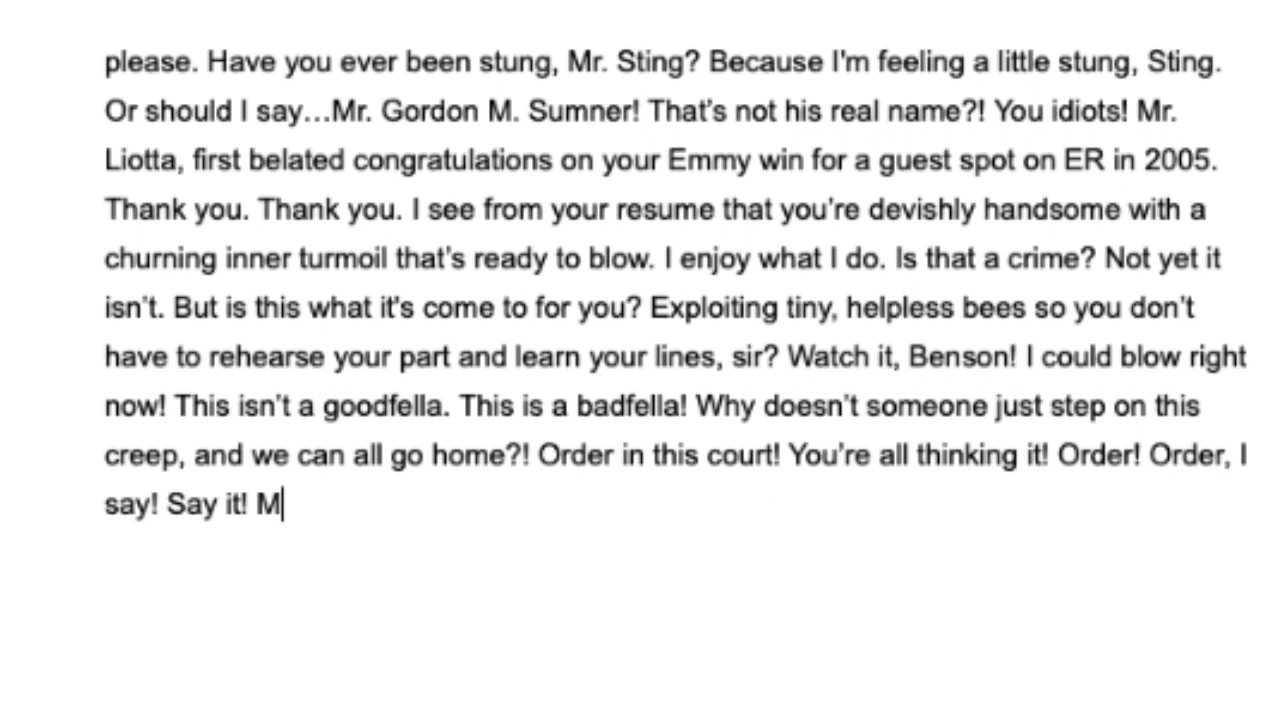 please. Have you ever been stung, Mr. Sting? Because I'm feeling a little stung, Sting.
Or should I say…Mr. Gordon M. Sumner! That's not his real name?! You idiots! Mr.
Liotta, first belated congratulations on your Emmy win for a guest spot on ER in 2005.
Thank you. Thank you. I see from your resume that you're devishly handsome with a
churning inner turmoil that's ready to blow. I enjoy what I do. Is that a crime? Not yet it
isn't. But is this what it's come to for you? Exploiting tiny, helpless bees so you don't
have to rehearse your part and learn your lines, sir? Watch it, Benson! I could blow right
now! This isn't a goodfella. This is a badfella! Why doesn't someone just step on this
creep, and we can all go home?! Order in this court! You're all thinking it! Order! Order, I
say! Say it! M